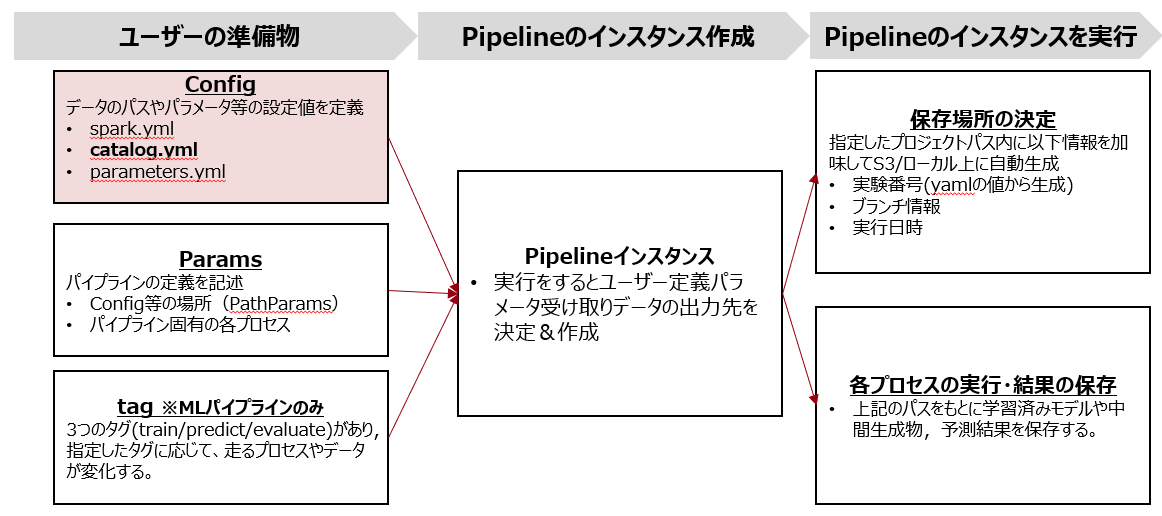 ユーザーの準備物
Pipelineのインスタンス作成
Pipelineのインスタンスを実行
Config
データのパスやパラメータ等の設定値を定義
• spark.yml
• catalog.yml
• parameters.yml
Params
パイプラインの定義を記述
• Config等の場所（PathParams）
• パイプライン固有の各プロセス
tag ※MLパイプラインのみ
3つのタグ(train/predict/evaluate)があり，
指定したタグに応じて、走るプロセスやデータ
が変化する。
Pipelineインスタンス
• 実行をするとユーザー定義パラ
メータ受け取りデータの出力先を
決定＆作成
保存場所の決定
指定したプロジェクトパス内に以下情報を加
味してS3/ローカル上に自動生成
• 実験番号(yamlの値から生成)
• ブランチ情報
• 実行日時
各プロセスの実行・結果の保存
• 上記のパスをもとに学習済みモデルや中
間生成物，予測結果を保存する。